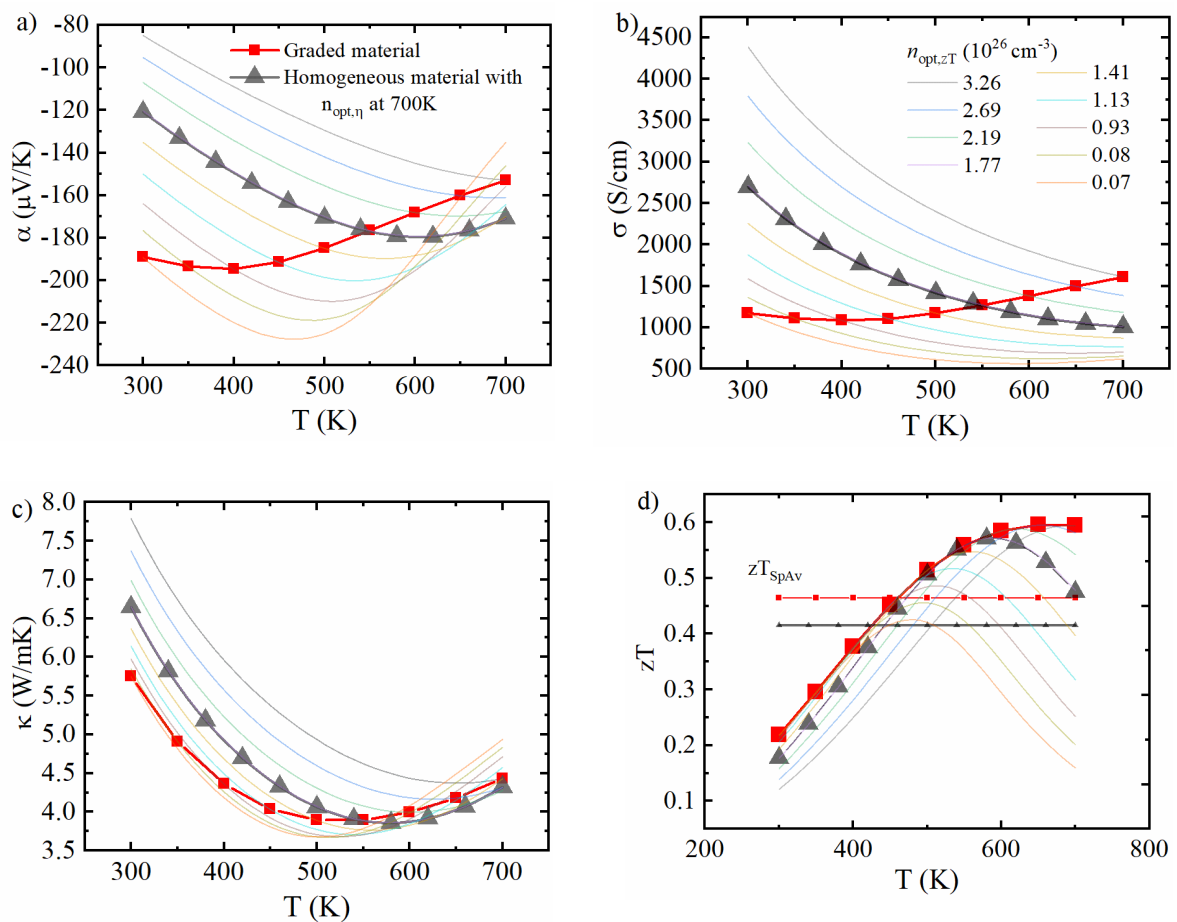 a)
-80
-100
-120
-140
-160
-180
-200
-220
-240
α (μV/K)
300 400 500 600 700
T (K)
Graded material
Homogeneous material with
n_opt,η at 700K
b)
4500
4000
3500
3000
2500
2000
1500
1000
500
σ (S/cm)
300 400 500 600 700
T (K)
n_opt,zT (10^26 cm^-3)
3.26
2.69
2.19
1.77
1.41
1.13
0.93
0.08
0.07
c)
8.0
7.5
7.0
6.5
6.0
5.5
5.0
4.5
4.0
3.5
κ (W/mK)
300 400 500 600 700
T (K)
d)
0.6
0.5
0.4
0.3
0.2
0.1
zT
zT_SpAv
200 400 600 800
T (K)